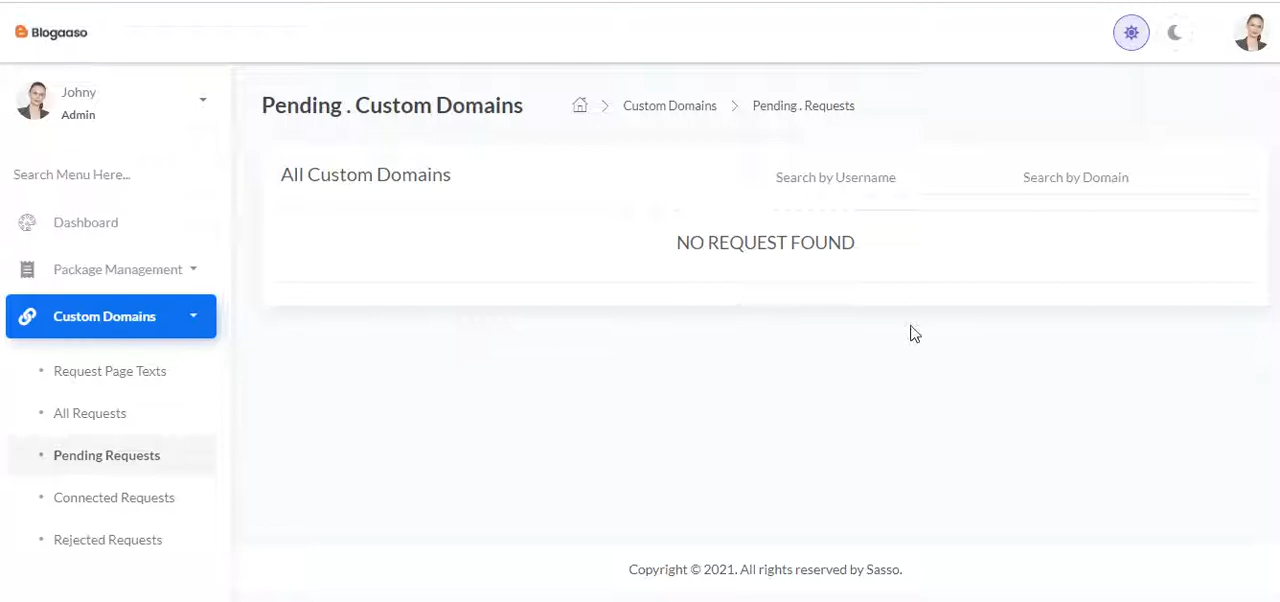 Blogaaso
Johny
Admin
Search Menu Here...
Dashboard
Package Management
Custom Domains
Request Page Texts
All Requests
Pending Requests
Connected Requests
Rejected Requests
Pending . Custom Domains
Custom Domains
Pending . Requests
All Custom Domains
Search by Username
Search by Domain
NO REQUEST FOUND
Copyright © 2021. All rights reserved by Sasso.